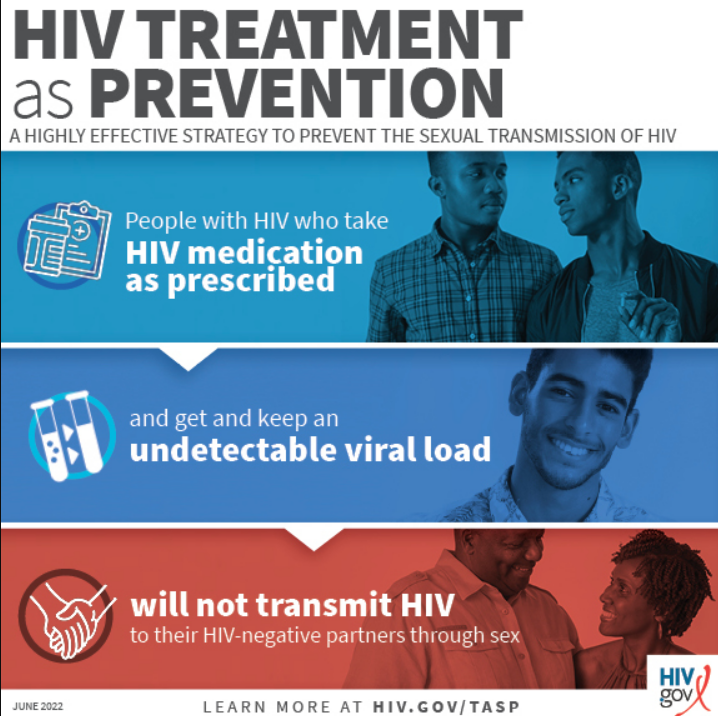 HIV TREATMENT
as PREVENTION
A HIGHLY EFFECTIVE STRATEGY TO PREVENT THE SEXUAL TRANSMISSION OF HIV
People with HIV who take
HIV medication
as prescribed
and get and keep an
undetectable viral load
will not transmit HIV
to their HIV-negative partners through sex
HIV
gov
JUNE 2022
LEARN MORE AT HIV.GOV/TASP